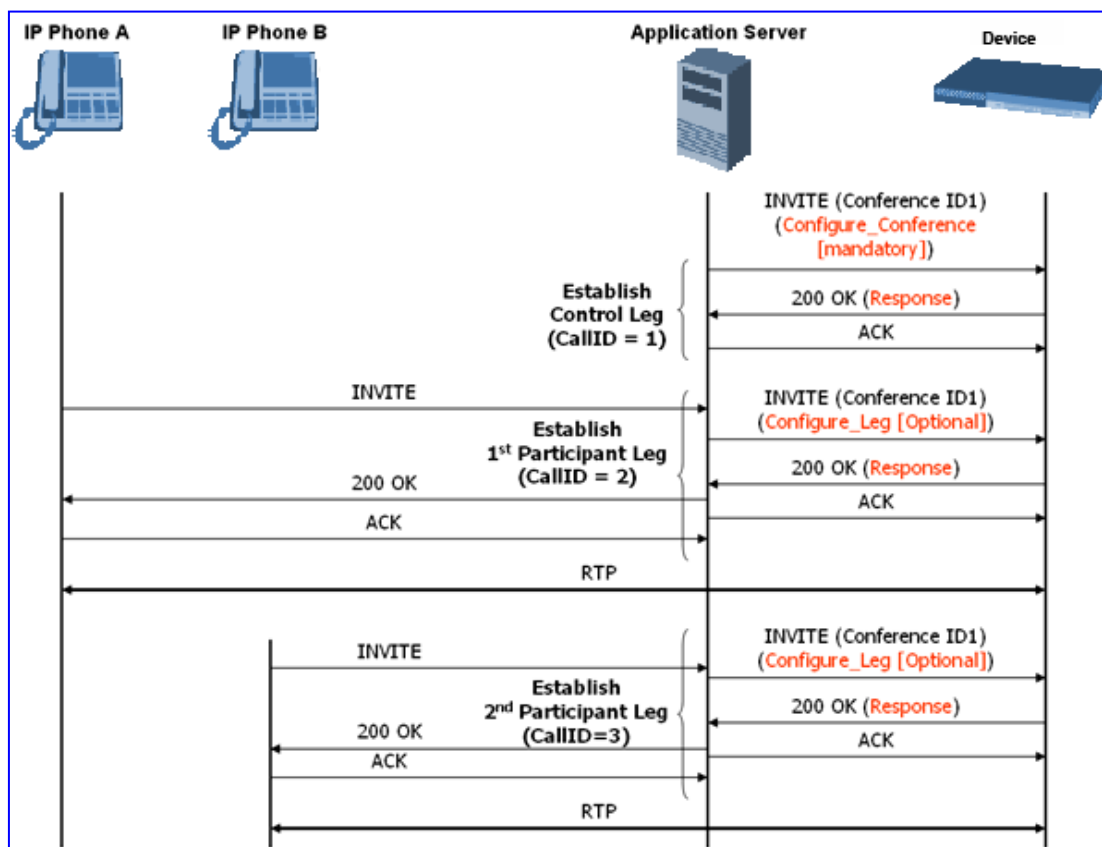 IP Phone A
IP Phone B
Application Server
Device
INVITE (Conference ID1)
(Configure_Conference
[mandatory])
Establish
Control Leg
(CallID = 1)
200 OK (Response)
ACK
INVITE
INVITE (Conference ID1)
(Configure_Leg [Optional])
Establish
1st Participant Leg
(CallID = 2)
200 OK (Response)
200 OK
ACK
ACK
RTP
INVITE
INVITE (Conference ID1)
(Configure_Leg [Optional])
Establish
2nd Participant Leg
(CallID=3)
200 OK (Response)
200 OK
ACK
ACK
RTP